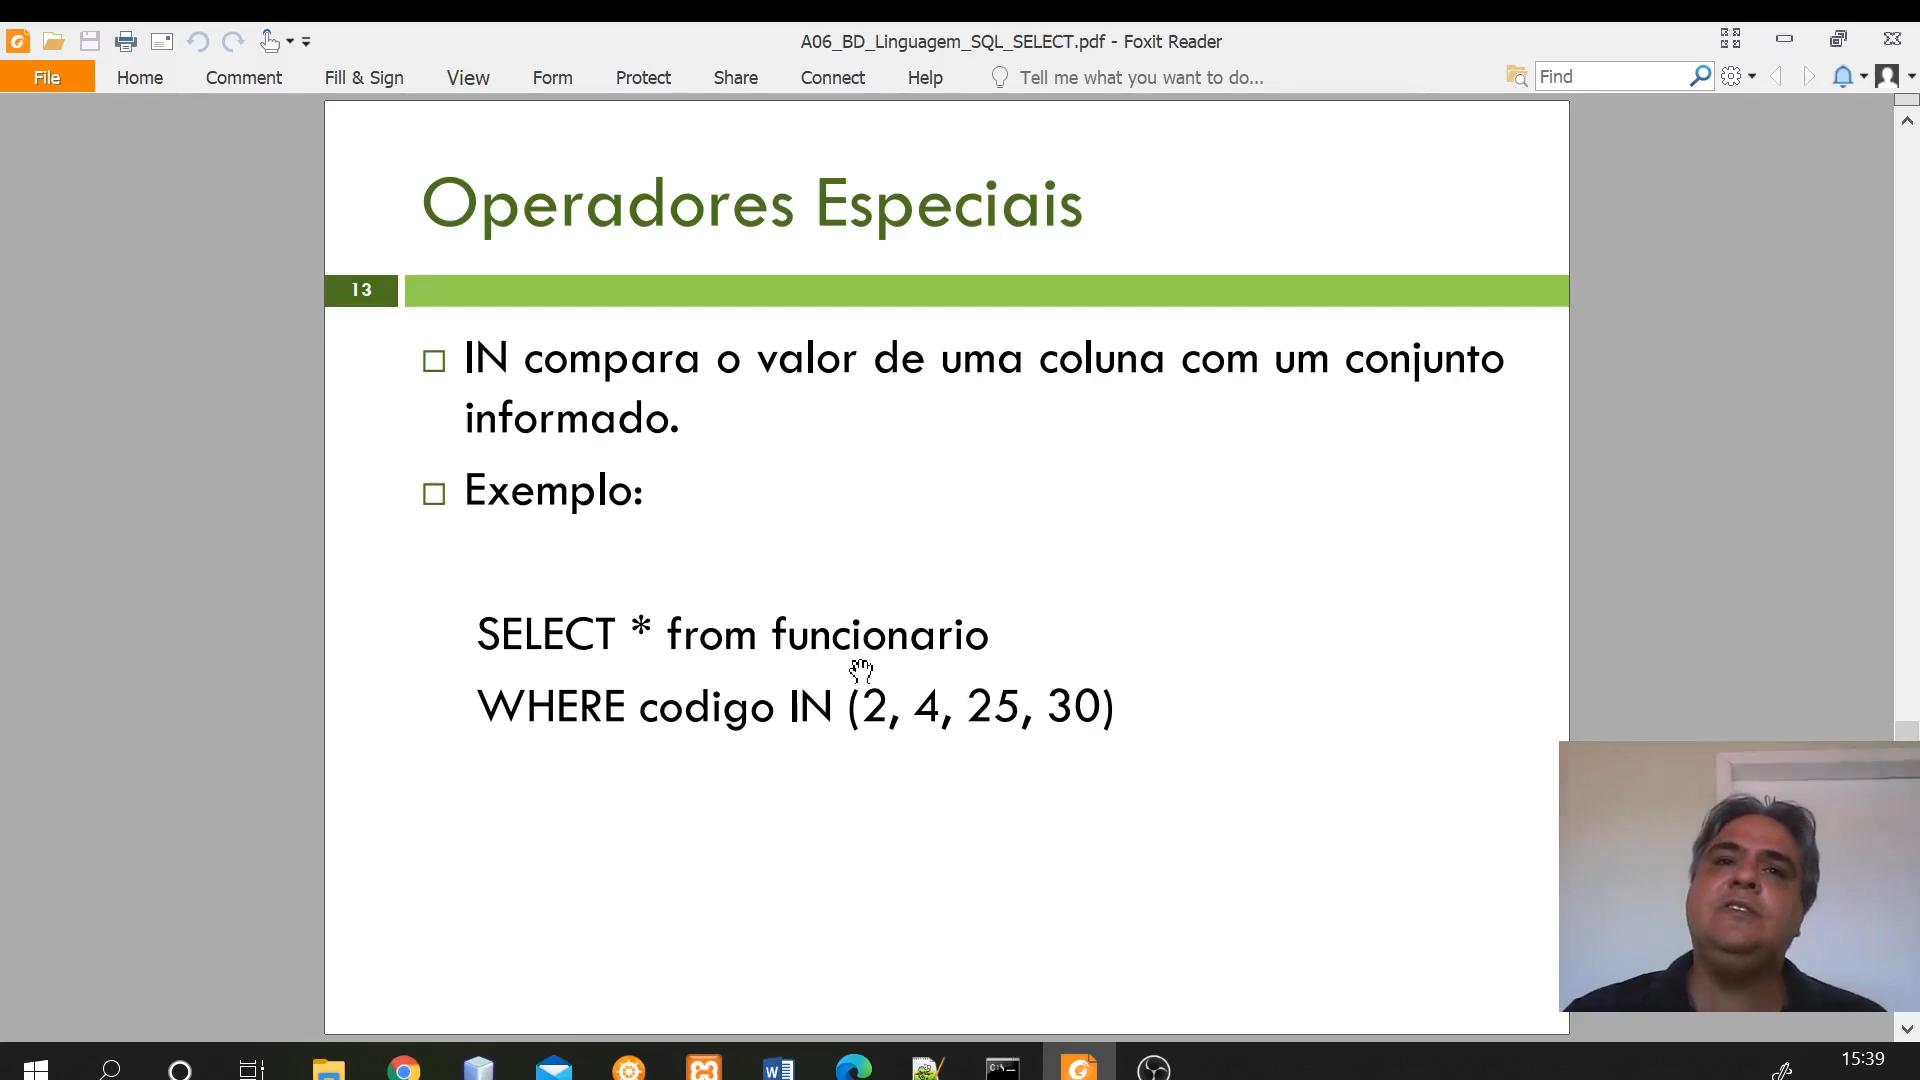 A06_BD_Linguagem_SQL_SELECT.pdf - Foxit Reader
File Home Comment Fill & Sign View Form Protect Share Connect Help Tell me what you want to do... Find
Operadores Especiais
13
IN compara o valor de uma coluna com um conjunto
informado.
Exemplo:
SELECT * from funcionario
WHERE codigo IN (2, 4, 25, 30)
15:39